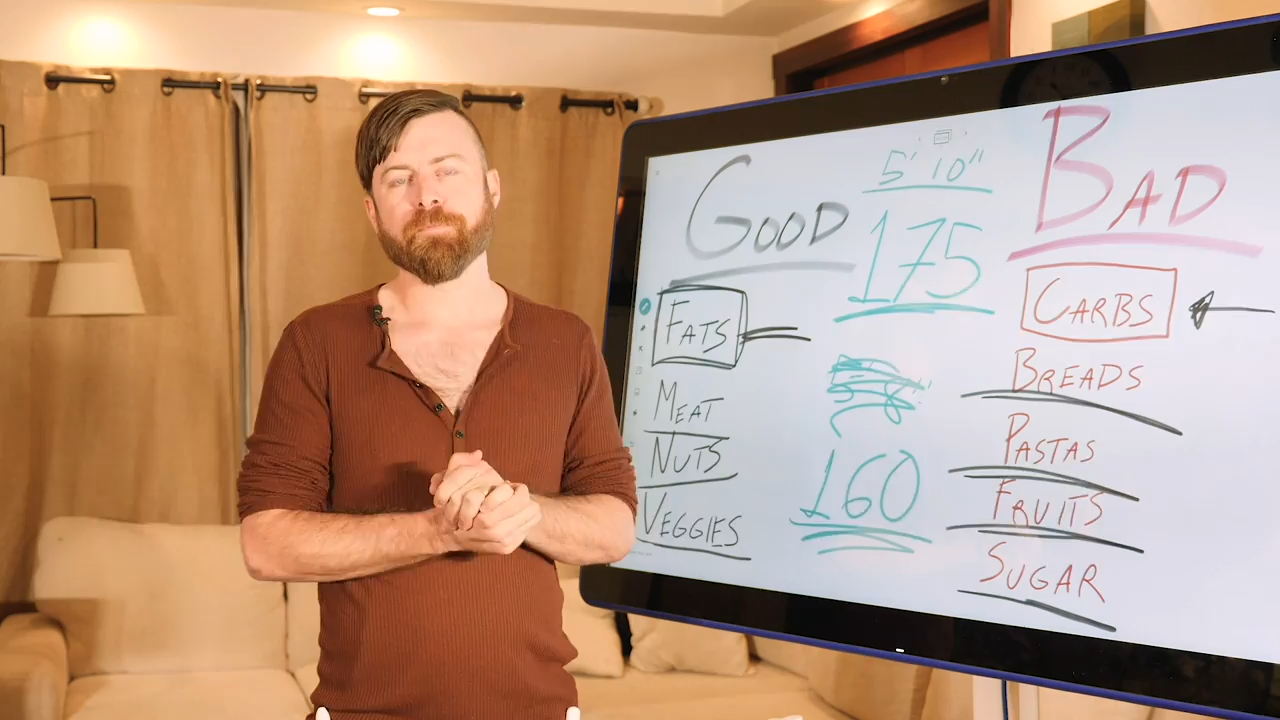 GOOD
FATS
MEAT
NUTS
VEGGIES
5' 10"
175
160
BAD
CARBS
BREADS
PASTAS
FRUITS
SUGAR